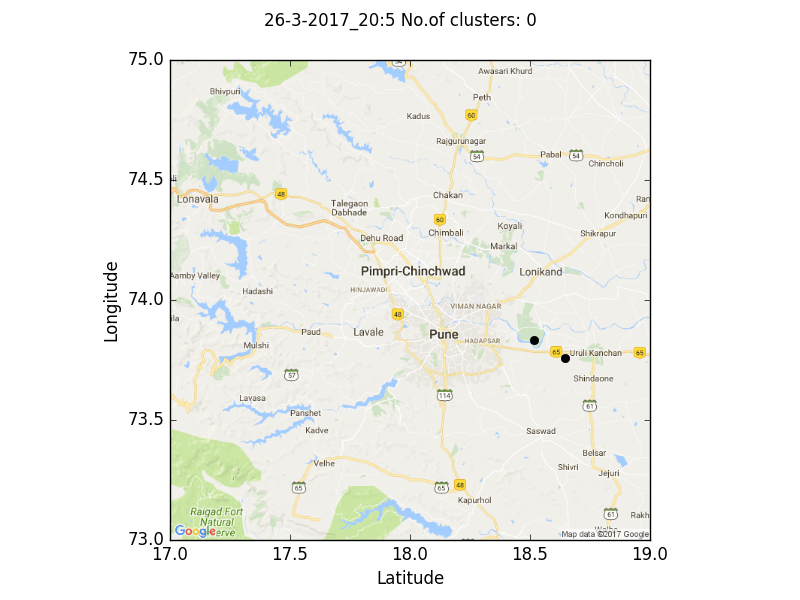 26-3-2017_20:5 No.of clusters: 0
75.0
74.5
74.0
73.5
73.0
17.0
17.5
18.0
18.5
19.0
Longitude
Latitude
54
Awasari Khurd
Bhivpuri
Peth
Kadus
60
Rajgurunagar
54
Pabal
54
Chincholi
48
Lonavala
Chakan
Talegaon
Dabhade
60
Kondhapuri
Koyali
Shikrapur
Chimbali
Dehu Road
Markal
Pimpri-Chinchwad
Lonikand
Aamby Valley
HINJAWADI
Hadashi
VIMAN NAGAR
48
Paud
Lavale
Pune
HADAPSAR
Mulshi
65
Uruli Kanchan
65
57
Shindaone
Lavasa
114
61
Panshet
Kadve
Saswad
Belsar
Velhe
Shivri
Jejuri
65
65
48
Kapurhol
Raigad Fort
Natural
61
Google
Map data ©2017 Google